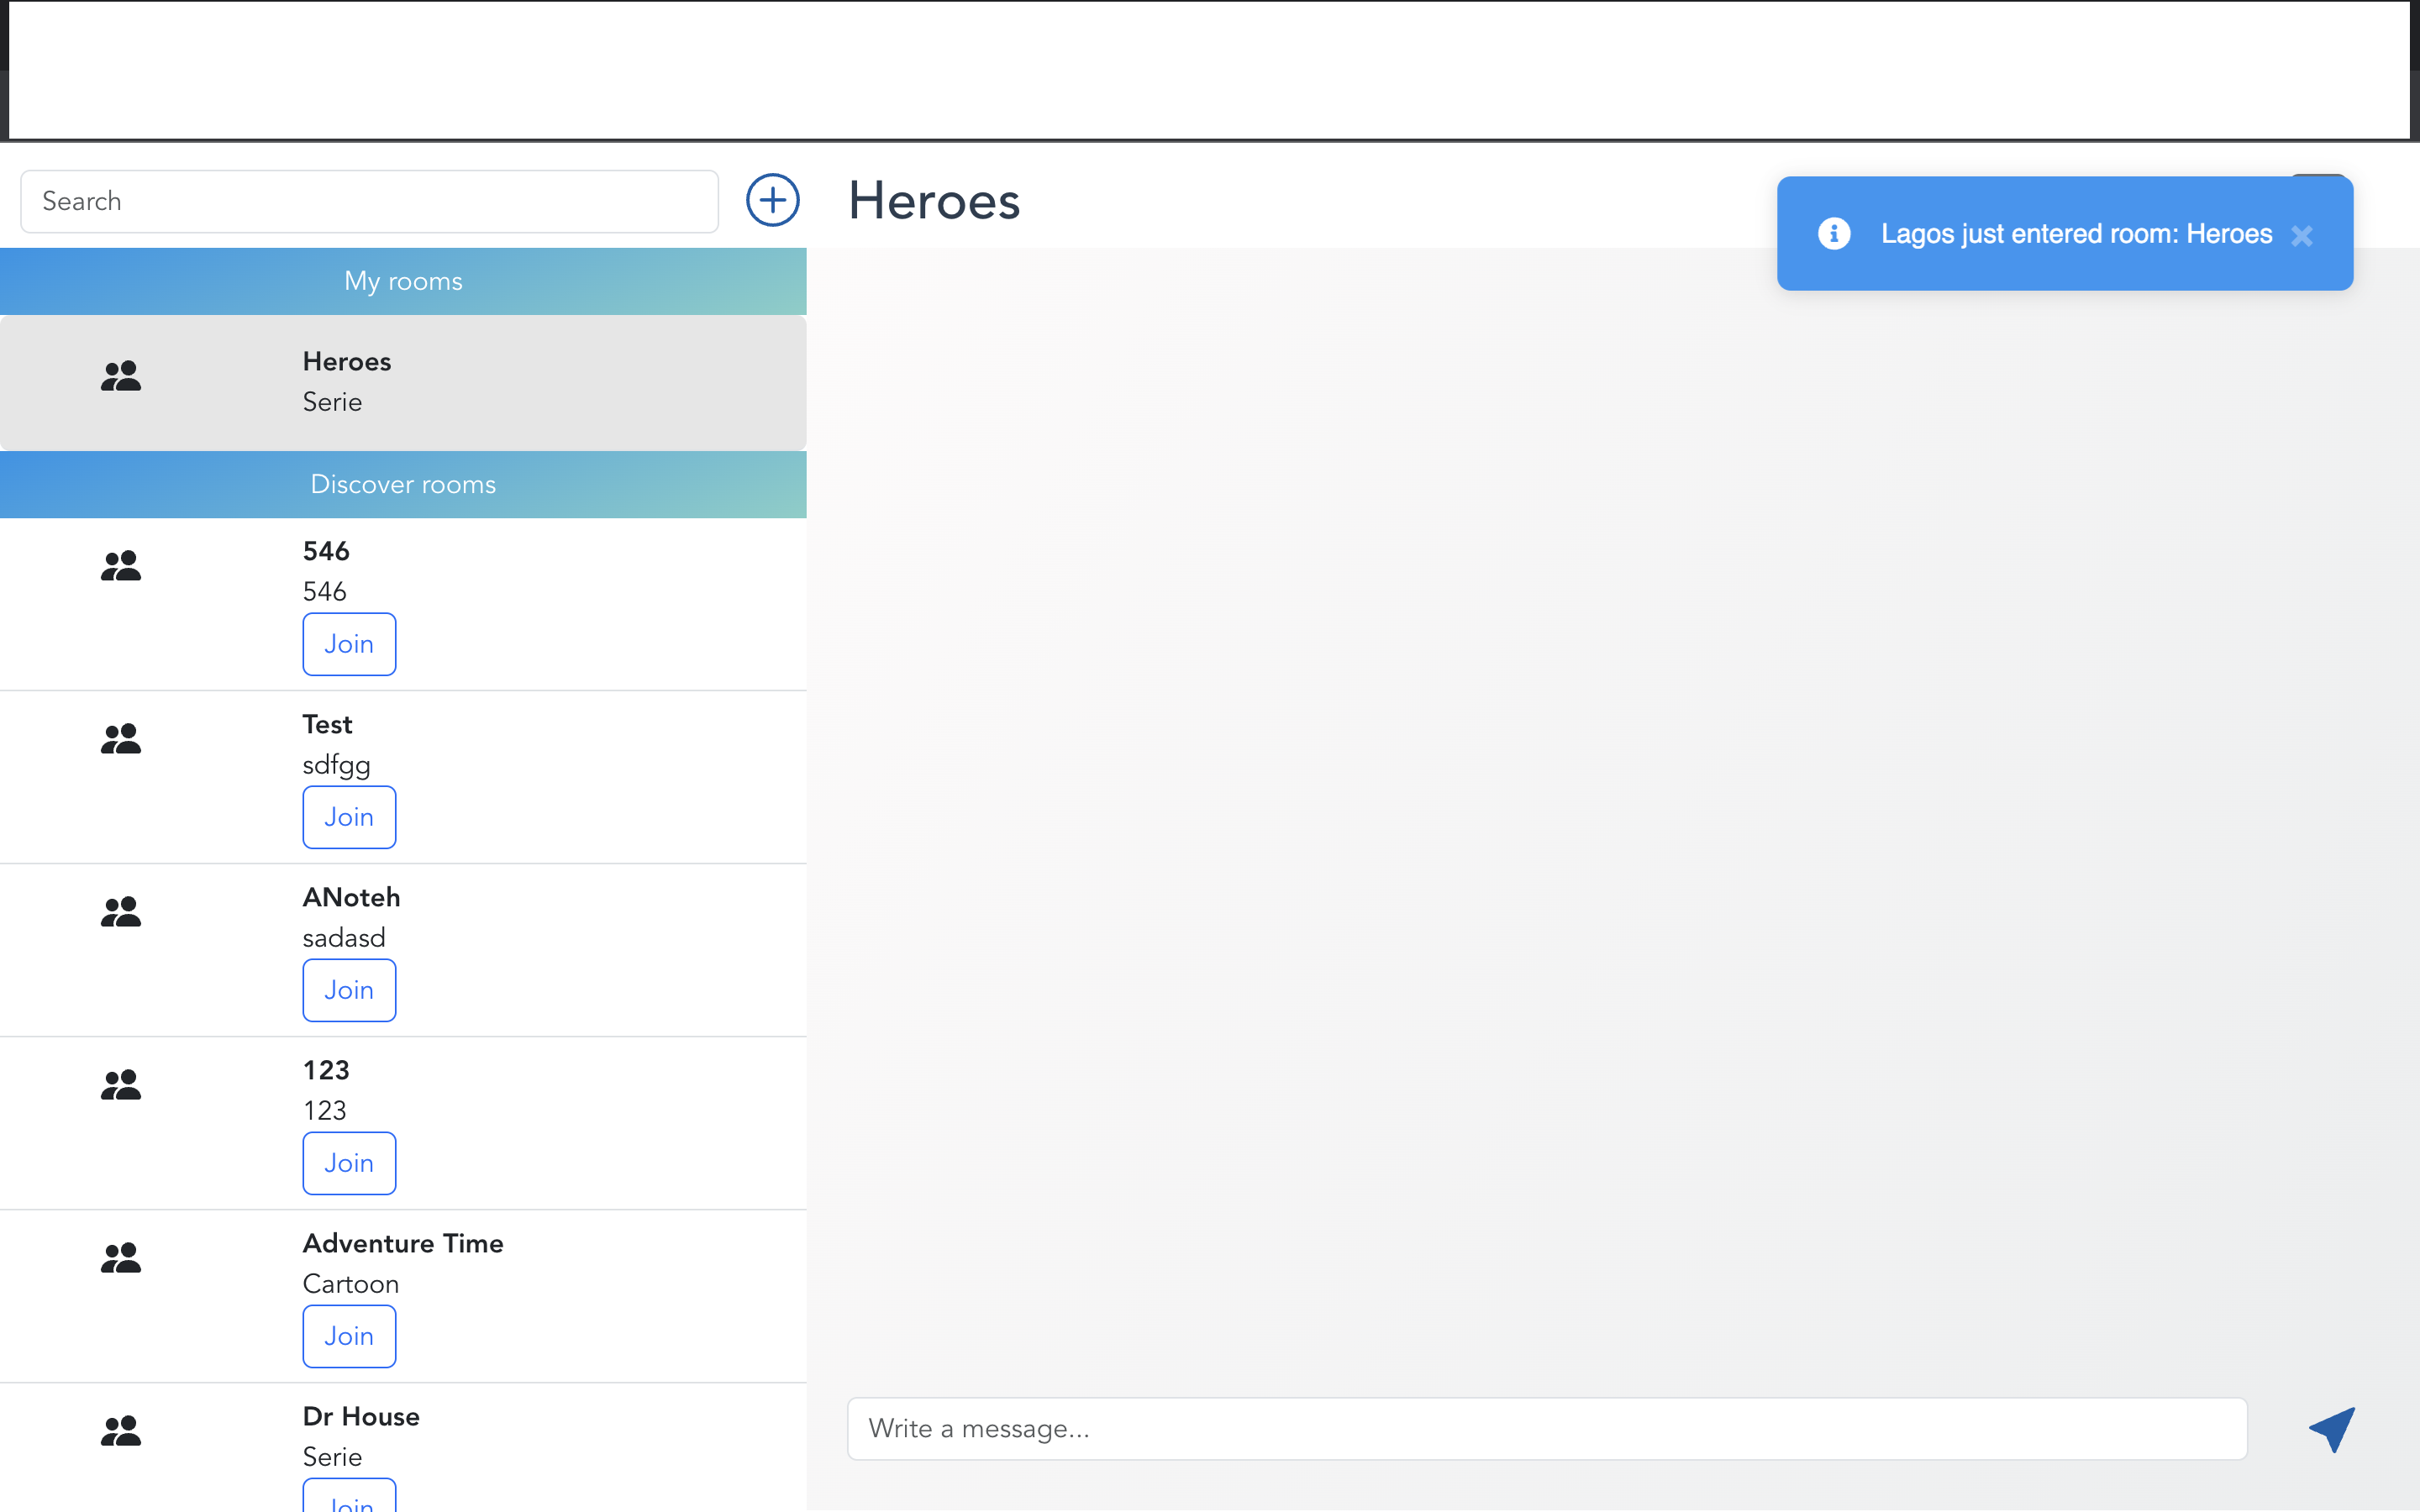 Search
Heroes
Lagos just entered room: Heroes
My rooms
Heroes
Serie
Discover rooms
546
546
Join
Test
sdfgg
Join
ANoteh
sadasd
Join
123
123
Join
Adventure Time
Cartoon
Join
Dr House
Serie
Join
Write a message...